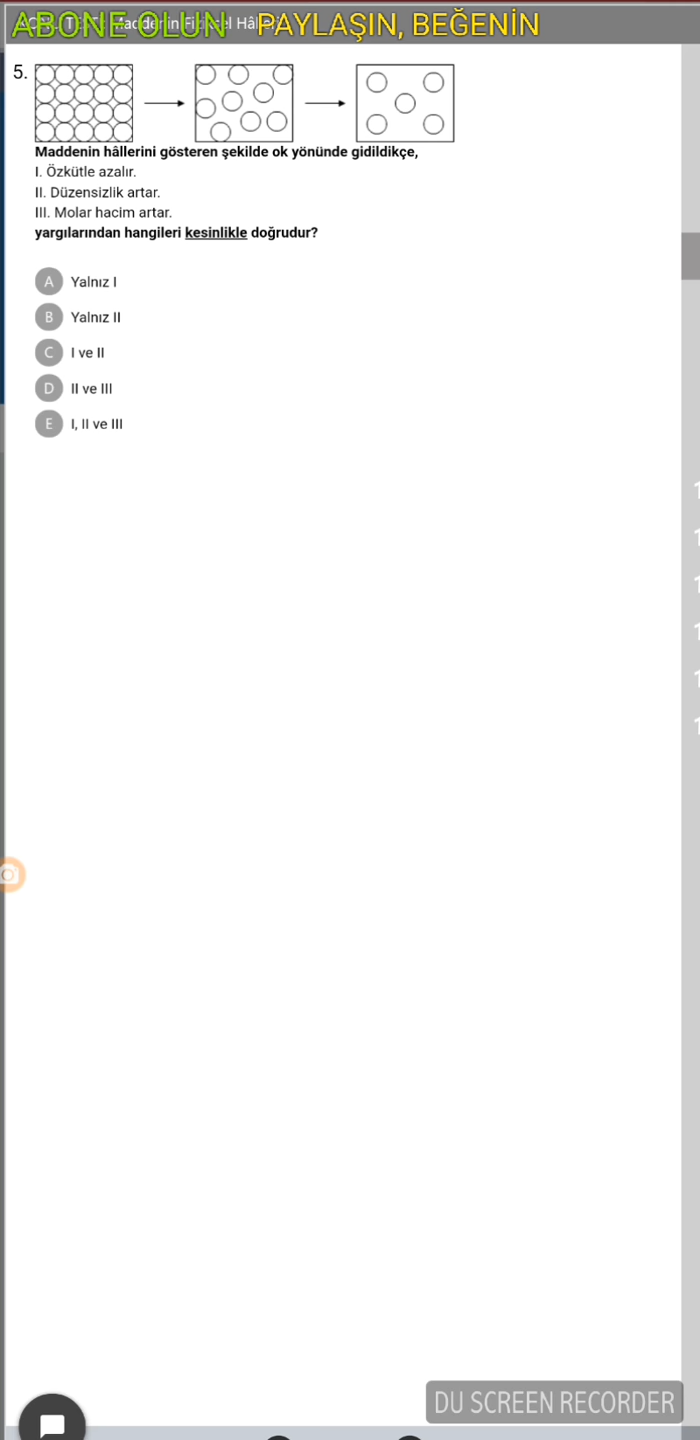 ABONE OLUN PAYLAŞIN, BEĞENİN
5.
Maddenin hâllerini gösteren şekilde ok yönünde gidildikçe,
I. Özkütle azalır.
II. Düzensizlik artar.
III. Molar hacim artar.
yargılarından hangileri kesinlikle doğrudur?
A Yalnız I
B Yalnız II
C I ve II
D II ve III
E I, II ve III
DU SCREEN RECORDER